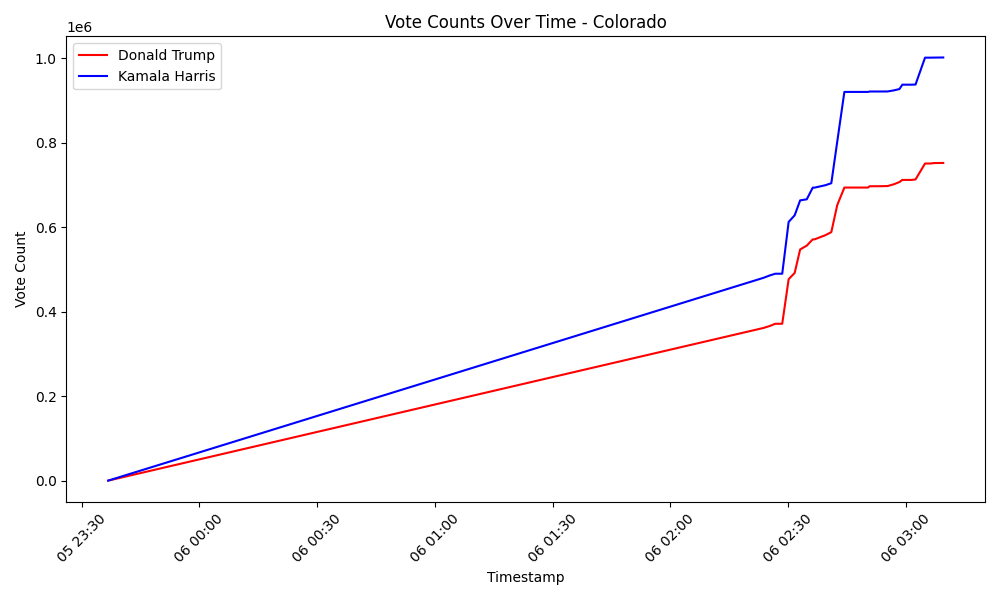 Vote Counts Over Time - Colorado
1e6
Donald Trump
Kamala Harris
1.0
0.8
0.6
0.4
0.2
0.0
Vote Count
05 23:30
06 00:00
06 00:30
06 01:00
06 01:30
06 02:00
06 02:30
06 03:00
Timestamp